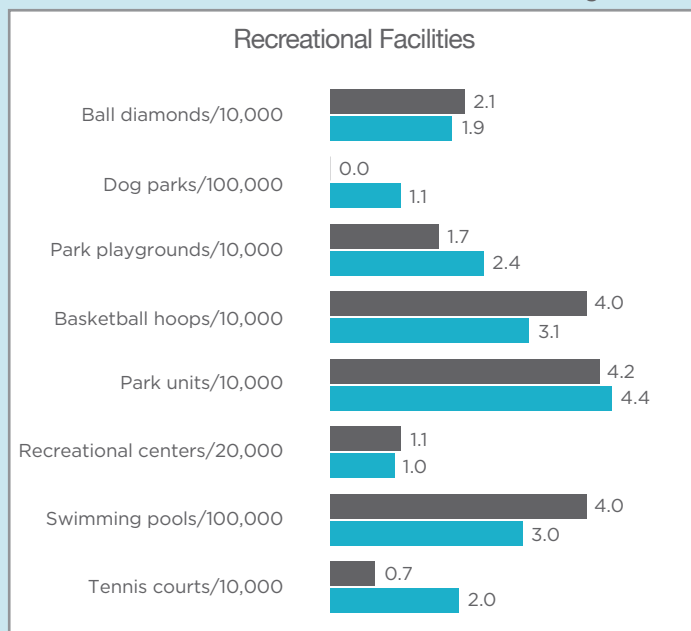 Recreational Facilities
Ball diamonds/10,000
2.1
1.9
Dog parks/100,000
0.0
1.1
Park playgrounds/10,000
1.7
2.4
Basketball hoops/10,000
4.0
3.1
Park units/10,000
4.2
4.4
Recreational centers/20,000
1.1
1.0
Swimming pools/100,000
4.0
3.0
Tennis courts/10,000
0.7
2.0